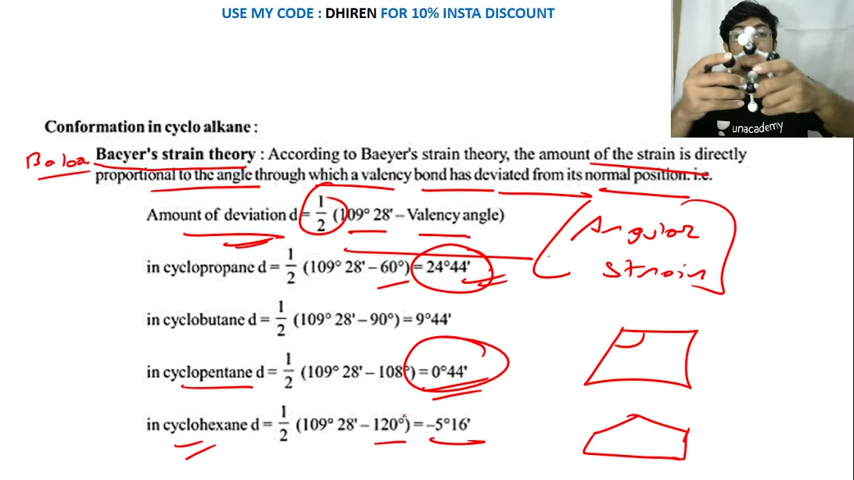 USE MY CODE : DHIREN FOR 10% INSTA DISCOUNT
unacademy
Conformation in cyclo alkane :
Baeyer's strain theory : According to Baeyer's strain theory, the amount of the strain is directly
proportional to the angle through which a valency bond has deviated from its normal position. i.e.
Amount of deviation d = 1/2 (109° 28' – Valency angle)
Angular
strain
in cyclopropane d = 1/2 (109° 28' – 60°) = 24°44'
in cyclobutane d = 1/2 (109° 28' – 90°) = 9°44'
in cyclopentane d = 1/2 (109° 28' – 108°) = 0°44'
in cyclohexane d = 1/2 (109° 28' – 120°) = –5°16'